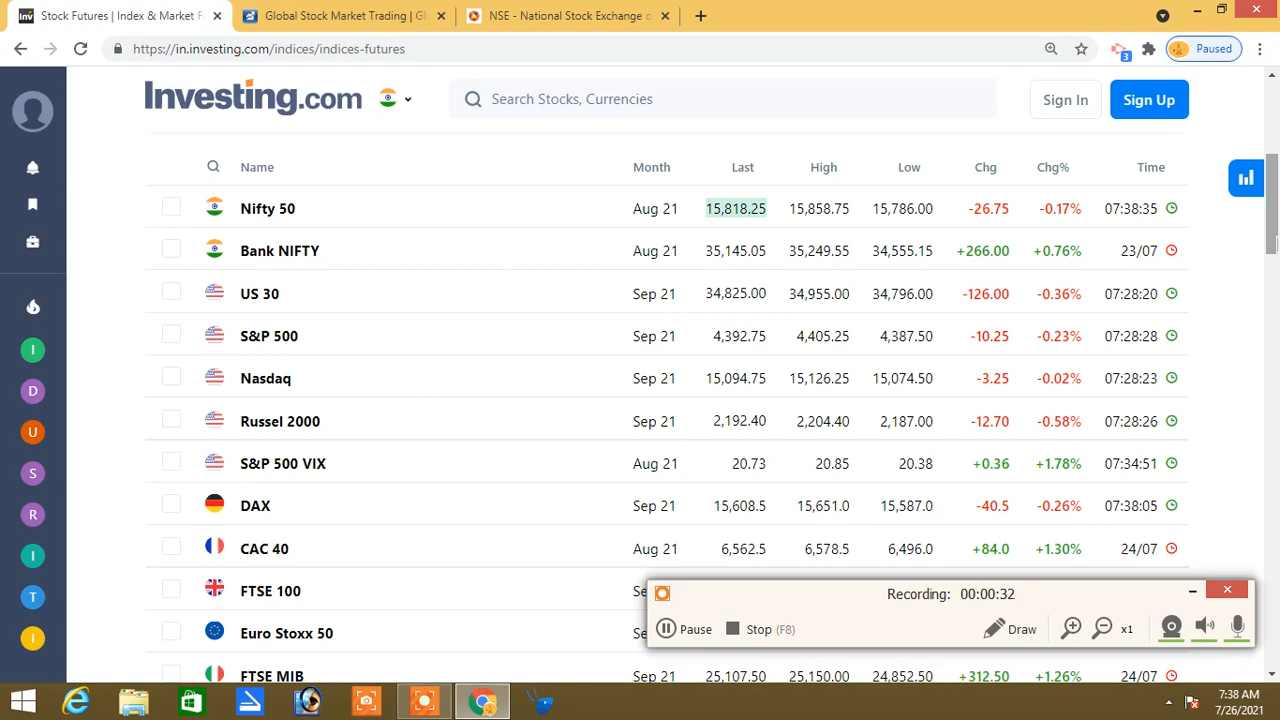 Stock Futures | Index & Market F
Global Stock Market Trading | Gl
NSE - National Stock Exchange o
https://in.investing.com/indices/indices-futures
3
Paused
Investing.com
Search Stocks, Currencies
Sign In
Sign Up
Name Month Last High Low Chg Chg% Time
Nifty 50 Aug 21 15,818.25 15,858.75 15,786.00 -26.75 -0.17% 07:38:35
Bank NIFTY Aug 21 35,145.05 35,249.55 34,555.15 +266.00 +0.76% 23/07
US 30 Sep 21 34,825.00 34,955.00 34,796.00 -126.00 -0.36% 07:28:20
I
S&P 500 Sep 21 4,392.75 4,405.25 4,387.50 -10.25 -0.23% 07:28:28
D
Nasdaq Sep 21 15,094.75 15,126.25 15,074.50 -3.25 -0.02% 07:28:23
U
Russel 2000 Sep 21 2,192.40 2,204.40 2,187.00 -12.70 -0.58% 07:28:26
S
S&P 500 VIX Aug 21 20.73 20.85 20.38 +0.36 +1.78% 07:34:51
R
DAX Sep 21 15,608.5 15,651.0 15,587.0 -40.5 -0.26% 07:38:05
I
CAC 40 Aug 21 6,562.5 6,578.5 6,496.0 +84.0 +1.30% 24/07
T
FTSE 100 Se
I
Euro Stoxx 50
Recording: 00:00:32
Pause Stop (F8) Draw x1
FTSE MIB 25,107.50 25,150.00 24,852.50 +312.50 +1.26% 24/07
7:38 AM
7/26/2021